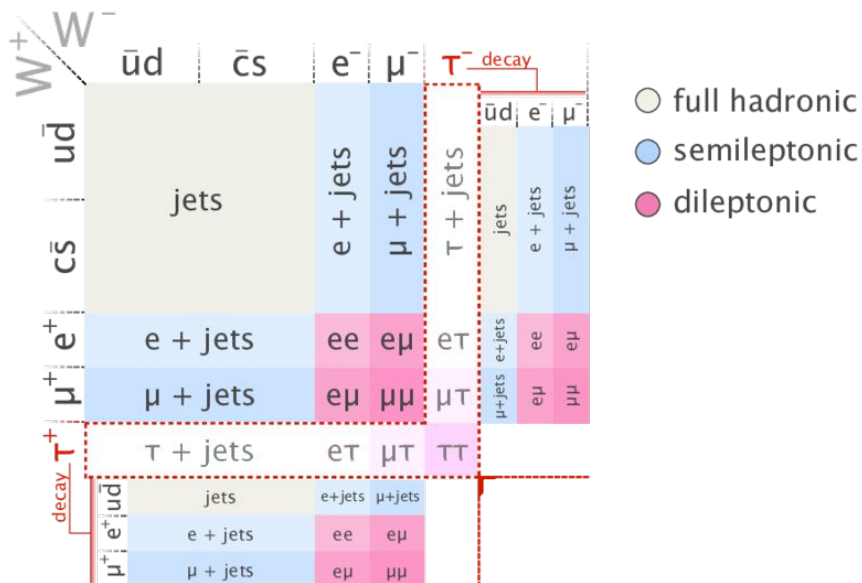 W⁺ W⁻
ūd c̄s e⁻ μ⁻ τ⁻ decay
ūd e⁻ μ⁻
full hadronic
semileptonic
dileptonic
ud̄ jets e + jets μ + jets τ + jets jets e + jets μ + jets
cs̄
e⁺ e + jets ee eμ eτ e+jets ee eμ
μ⁺ μ + jets eμ μμ μτ μ+jets eμ μμ
τ⁺ τ + jets eτ μτ ττ
decay
ud̄ jets e+jets μ+jets
e⁺ e + jets ee eμ
μ⁺ μ + jets eμ μμ